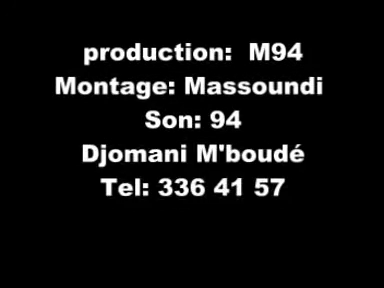 production:  M94
Montage: Massoundi
Son: 94
Djomani M'boudé
Tel: 336 41 57